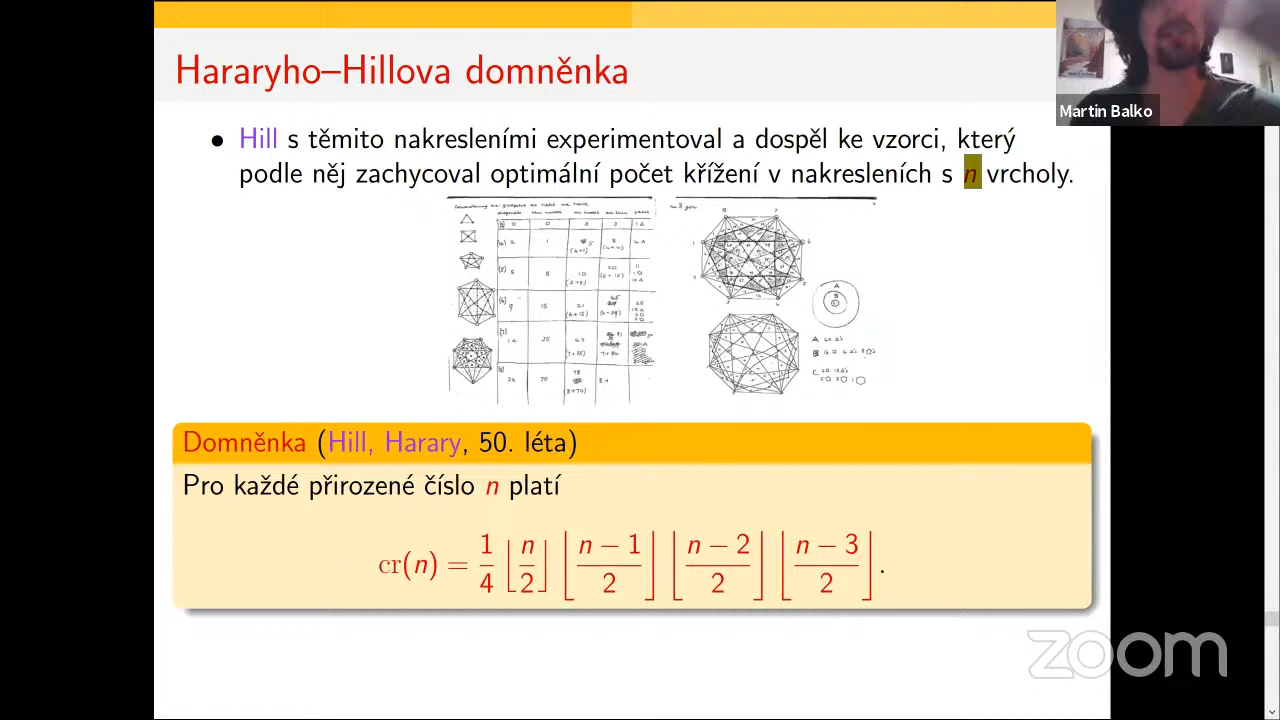 Hararyho–Hillova domněnka
Martin Balko
• Hill s těmito nakresleními experimentoval a dospěl ke vzorci, který
podle něj zachycoval optimální počet křížení v nakresleních s n vrcholy.
Domněnka (Hill, Harary, 50. léta)
Pro každé přirozené číslo n platí
cr(n) = 1/4 ⌊n/2⌋ ⌊(n − 1)/2⌋ ⌊(n − 2)/2⌋ ⌊(n − 3)/2⌋.
zoom